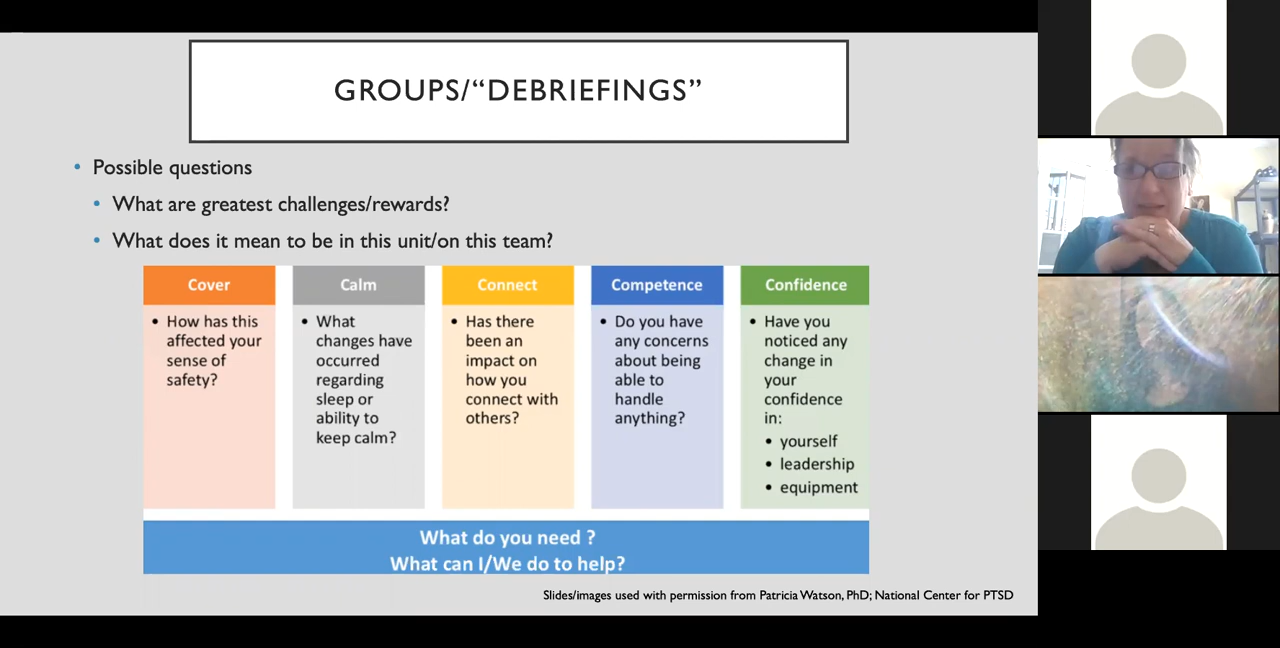 GROUPS/“DEBRIEFINGS”
• Possible questions
• What are greatest challenges/rewards?
• What does it mean to be in this unit/on this team?
Cover
• How has this
affected your
sense of
safety?
Calm
• What
changes have
occurred
regarding
sleep or
ability to
keep calm?
Connect
• Has there
been an
impact on
how you
connect with
others?
Competence
• Do you have
any concerns
about being
able to
handle
anything?
Confidence
• Have you
noticed any
change in
your
confidence
in:
• yourself
• leadership
• equipment
What do you need ?
What can I/We do to help?
Slides/images used with permission from Patricia Watson, PhD; National Center for PTSD